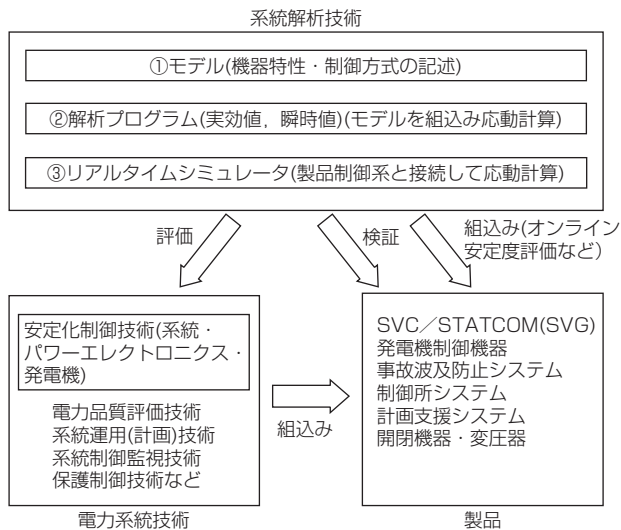 系統解析技術
①モデル(機器特性・制御方式の記述)
②解析プログラム(実効値，瞬時値)(モデルを組込み応動計算)
③リアルタイムシミュレータ(製品制御系と接続して応動計算)
評価
検証
組込み(オンライン
安定度評価など)
安定化制御技術(系統・
パワーエレクトロニクス・
発電機)
電力品質評価技術
系統運用(計画)技術
系統制御監視技術
保護制御技術など
電力系統技術
組込み
SVC／STATCOM(SVG)
発電機制御機器
事故波及防止システム
制御所システム
計画支援システム
開閉機器・変圧器
製品